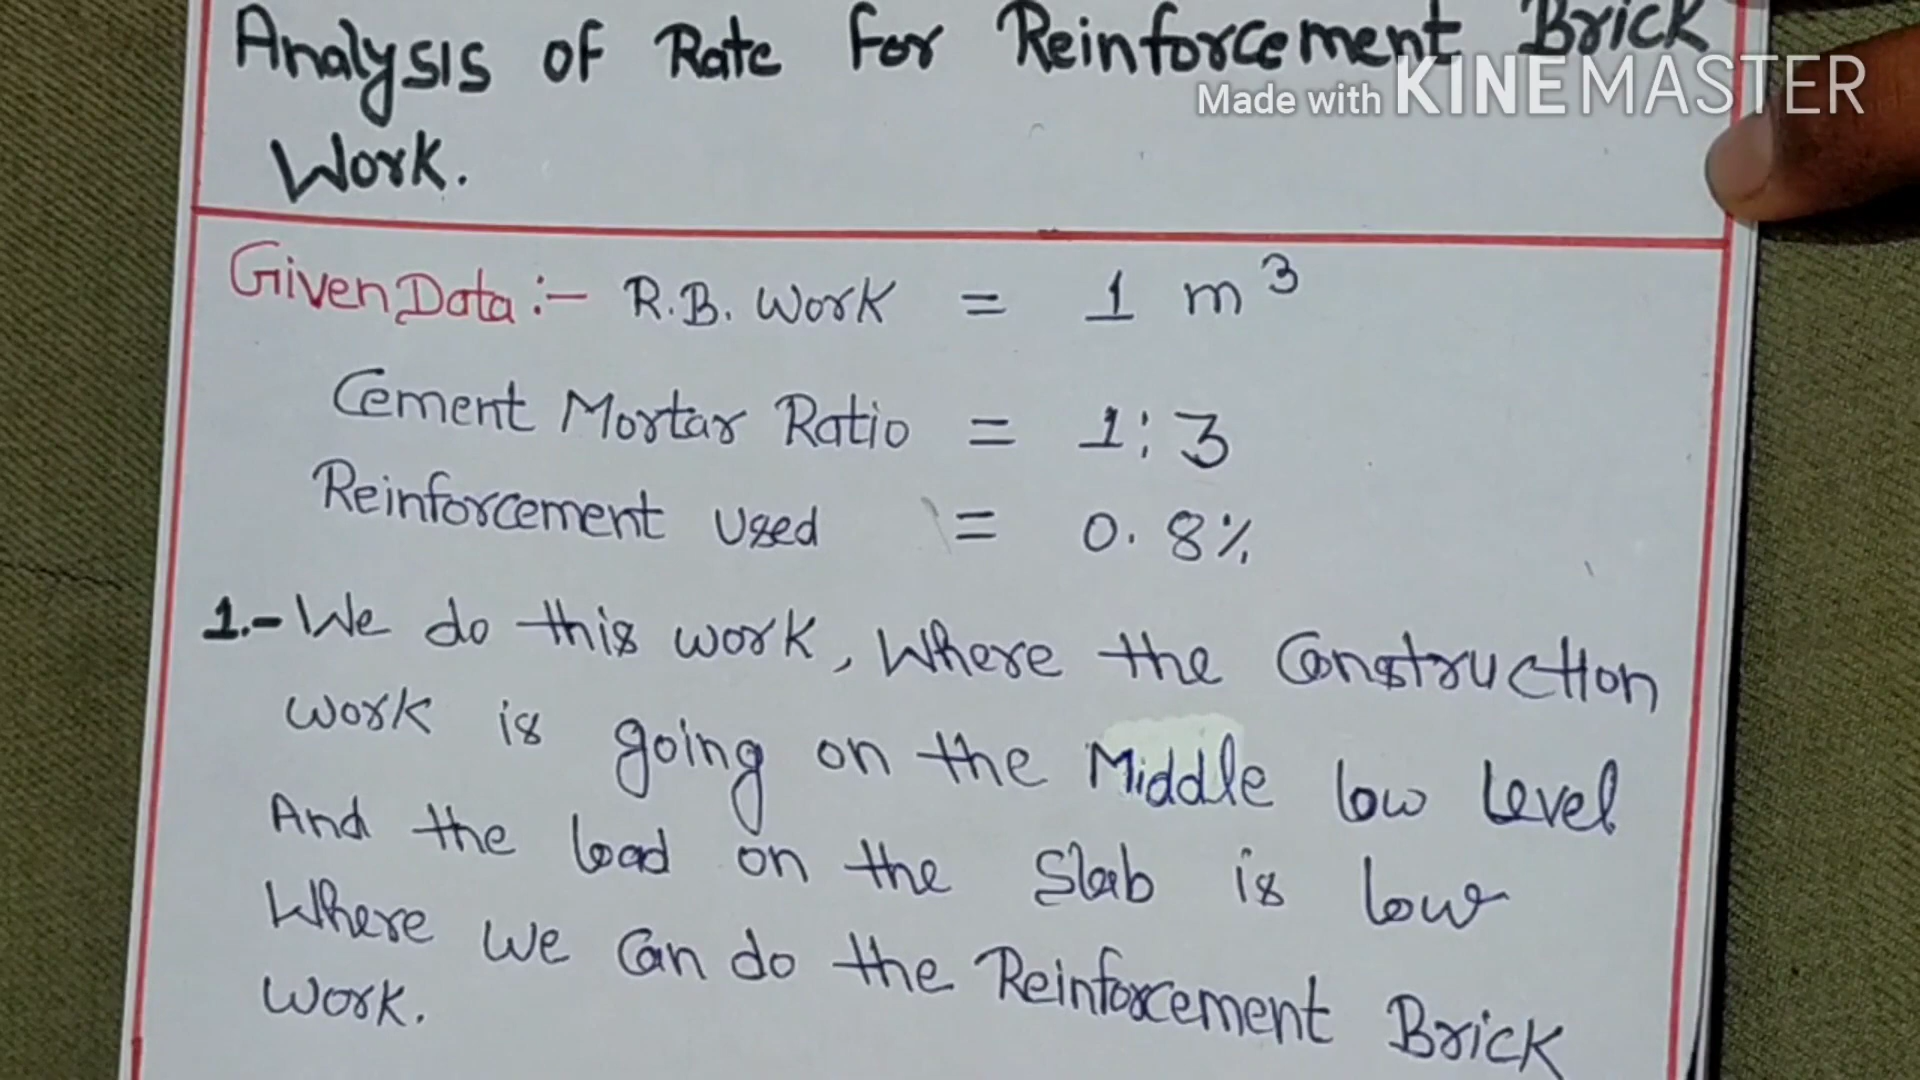 Analysis of Rate For Reinforcement Brick
Made with KINEMASTER
Work.
Given Data :- R.B. Work = 1 m³
Cement Mortar Ratio = 1:3
Reinforcement Used = 0.8%
1.- We do this work, Where the Construction
work is going on the Middle low Level
And the load on the Slab is low
Where we Can do the Reinforcement Brick
work.